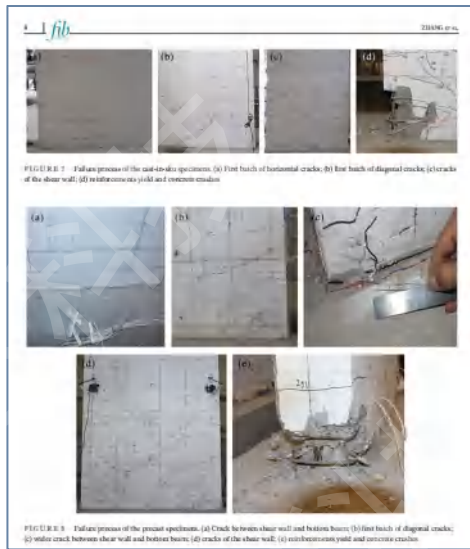 4 fib ZHANG ET AL.
(a) (b) (c) (d)
FIGURE 7 Failure process of the cast-in-situ specimens. (a) First batch of horizontal cracks; (b) first batch of diagonal cracks; (c) cracks
of the shear wall; (d) reinforcements yield and concrete crushes
(a) (b) (c)
(d) (e)
FIGURE 8 Failure process of the precast specimens. (a) Crack between shear wall and bottom beam; (b) first batch of diagonal cracks;
(c) wider crack between shear wall and bottom beam; (d) cracks of the shear wall; (e) reinforcements yield and concrete crushes